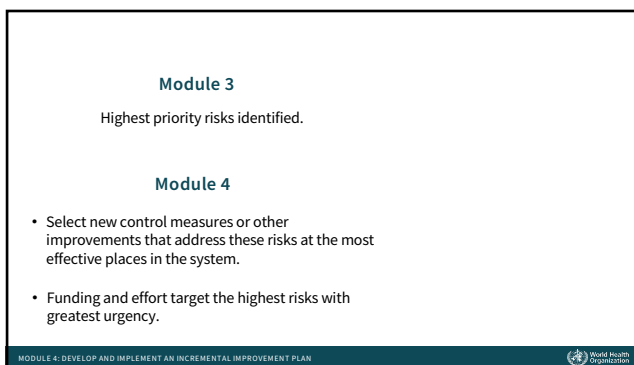 Module 3
Highest priority risks identified.
Module 4
• Select new control measures or other
improvements that address these risks at the most
effective places in the system.
• Funding and effort target the highest risks with
greatest urgency.
MODULE 4: DEVELOP AND IMPLEMENT AN INCREMENTAL IMPROVEMENT PLAN
World Health
Organization